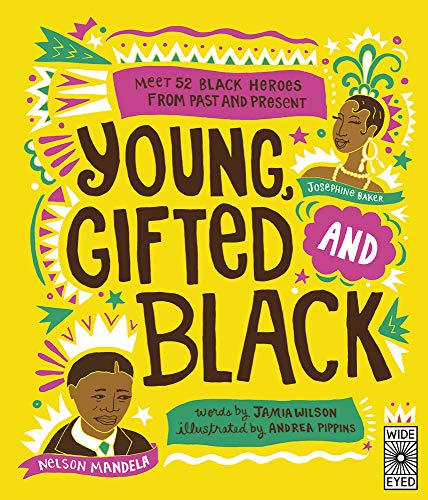 MEET 52 BLACK HEROES
FROM PAST AND PRESENT
YOUNG,
JOSEPHINE BAKER
GIFTED
AND
BLACK
words by JAMIA WILSON
illustrated by ANDREA PIPPINS
NELSON MANDELA
WIDE
EYED